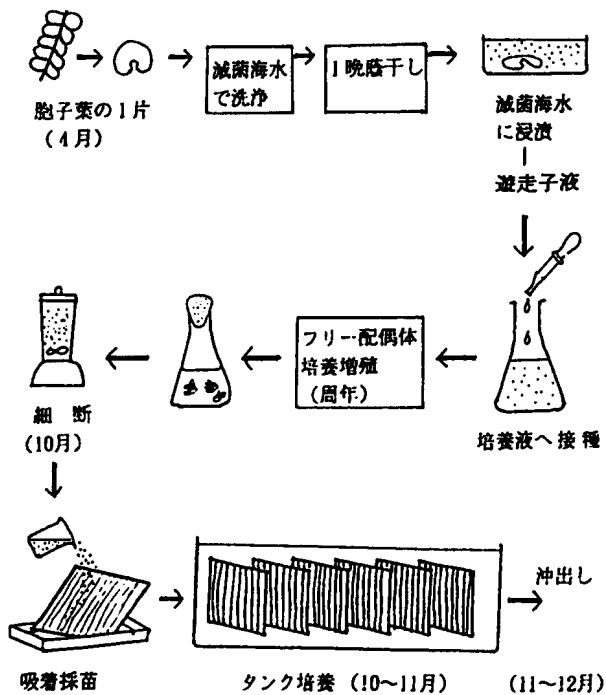 胞子葉の1片
(4月)
滅菌海水
で洗浄
1晩蔭干し
滅菌海水
に浸漬
遊走子液
培養液へ接種
フリー配偶体
培養増殖
(周年)
細断
(10月)
吸着採苗
タンク培養 (10~11月)
沖出し
(11~12月)